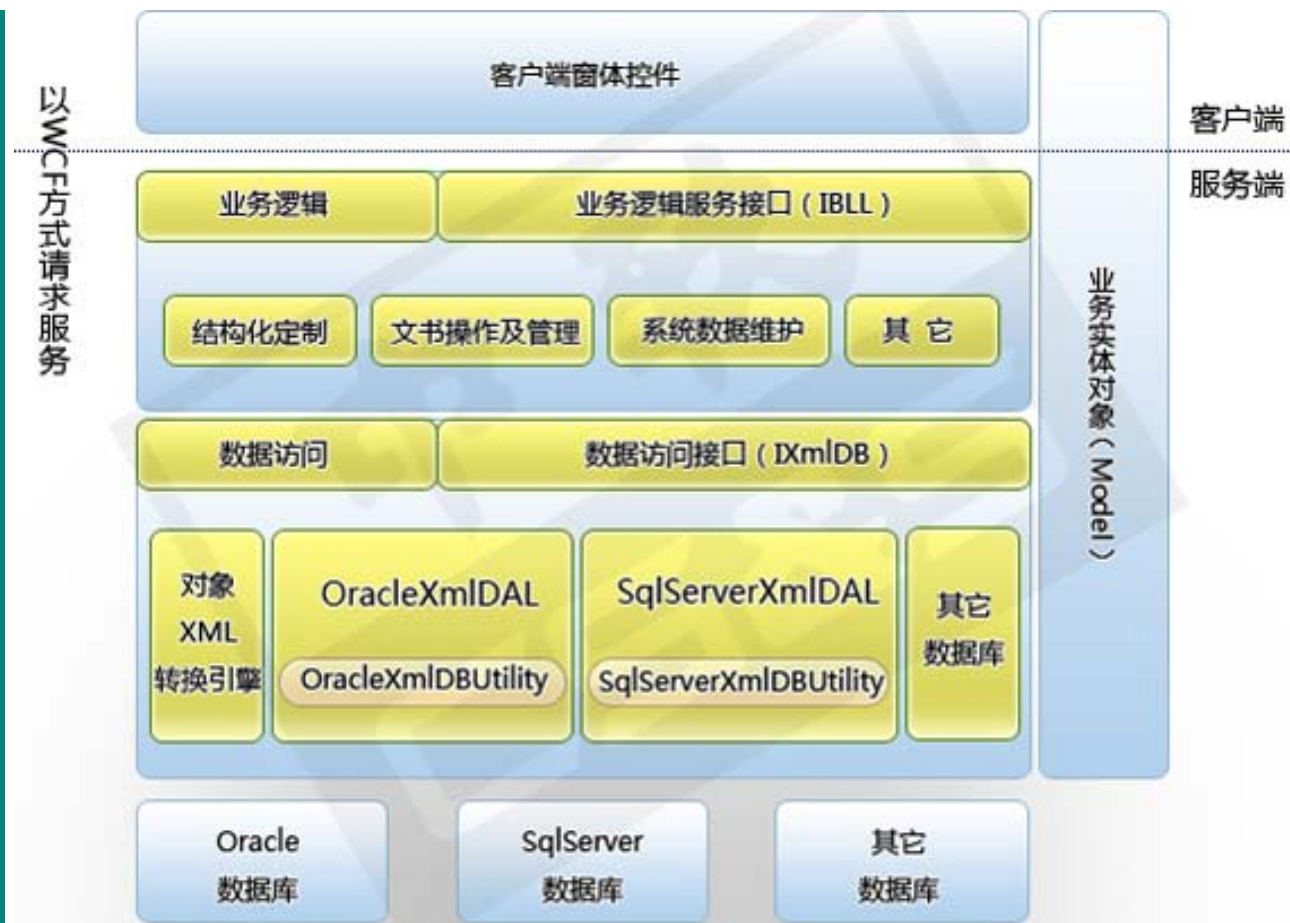 客户端窗体控件
以WCF方式请求服务
客户端
服务端
业务逻辑
业务逻辑服务接口（IBLL）
结构化定制
文书操作及管理
系统数据维护
其 它
业务实体对象（Model）
数据访问
数据访问接口（IXmlDB）
对象
XML
转换引擎
OracleXmlDAL
OracleXmlDBUtility
SqlServerXmlDAL
SqlServerXmlDBUtility
其它
数据库
Oracle
数据库
SqlServer
数据库
其它
数据库